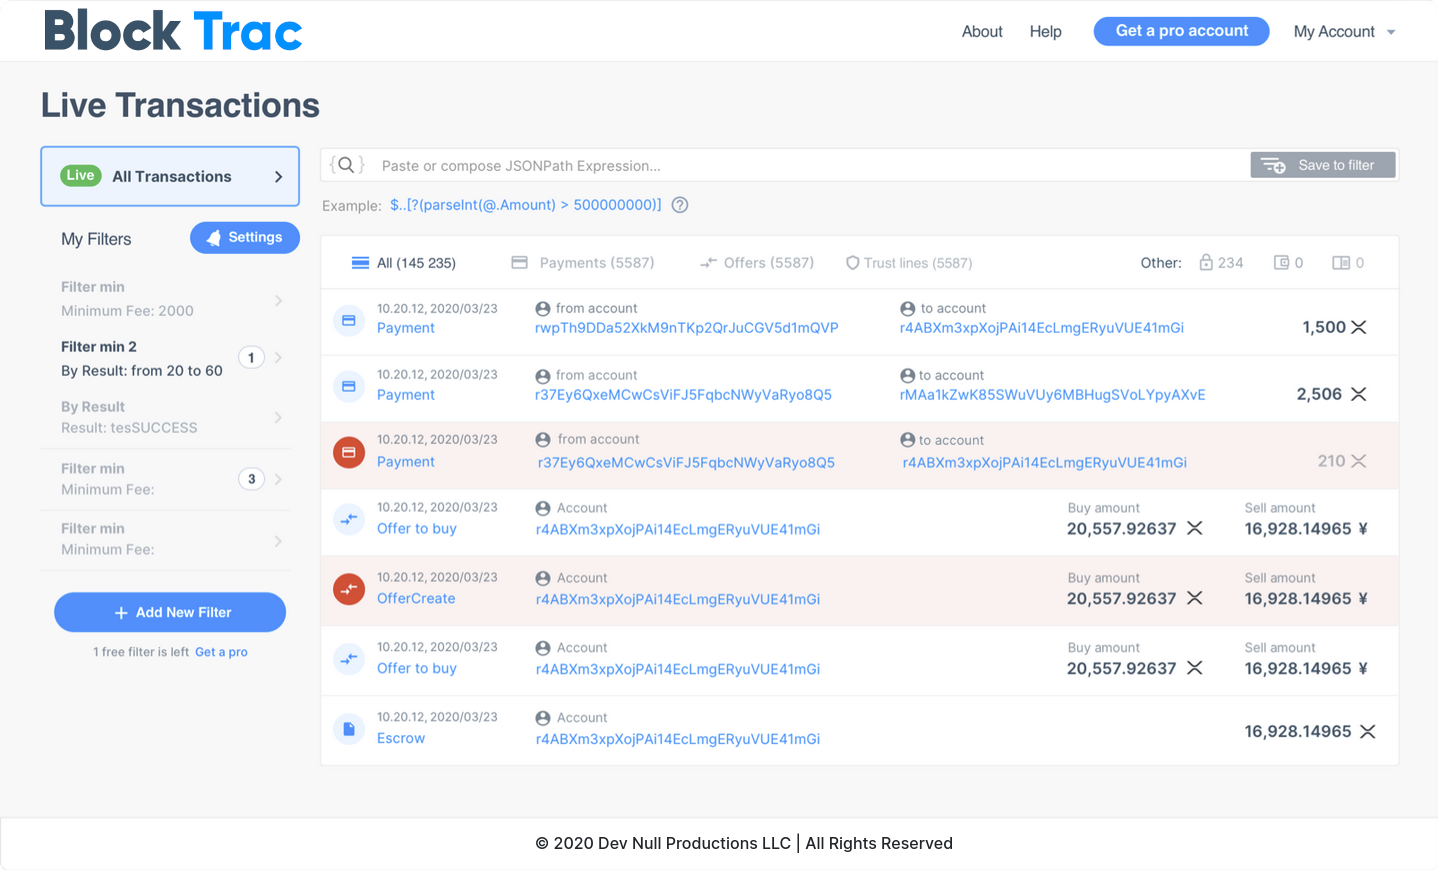 Block Trac
About Help Get a pro account My Account
Live Transactions
Live All Transactions
My Filters Settings
Filter min
Minimum Fee: 2000
Filter min 2
By Result: from 20 to 60 1
By Result
Result: tesSUCCESS
Filter min
Minimum Fee: 3
Filter min
Minimum Fee:
+ Add New Filter
1 free filter is left Get a pro
{ } Paste or compose JSONPath Expression... Save to filter
Example: $..[?(parseInt(@.Amount) > 500000000)] ?
All (145 235) Payments (5587) Offers (5587) Trust lines (5587) Other: 234 0 0
10.20.12, 2020/03/23 from account to account
Payment rwpTh9DDa52XkM9nTKp2QrJuCGV5d1mQVP r4ABXm3xpXojPAi14EcLmgERyuVUE41mGi 1,500
10.20.12, 2020/03/23 from account to account
Payment r37Ey6QxeMCwCsViFJ5FqbcNWyVaRyo8Q5 rMAa1kZwK85SWuVUy6MBHugSVoLYpyAXvE 2,506
10.20.12, 2020/03/23 from account to account
Payment r37Ey6QxeMCwCsViFJ5FqbcNWyVaRyo8Q5 r4ABXm3xpXojPAi14EcLmgERyuVUE41mGi 210
10.20.12, 2020/03/23 Account Buy amount Sell amount
Offer to buy r4ABXm3xpXojPAi14EcLmgERyuVUE41mGi 20,557.92637 16,928.14965 ¥
10.20.12, 2020/03/23 Account Buy amount Sell amount
OfferCreate r4ABXm3xpXojPAi14EcLmgERyuVUE41mGi 20,557.92637 16,928.14965 ¥
10.20.12, 2020/03/23 Account Buy amount Sell amount
Offer to buy r4ABXm3xpXojPAi14EcLmgERyuVUE41mGi 20,557.92637 16,928.14965 ¥
10.20.12, 2020/03/23 Account
Escrow r4ABXm3xpXojPAi14EcLmgERyuVUE41mGi 16,928.14965
© 2020 Dev Null Productions LLC | All Rights Reserved